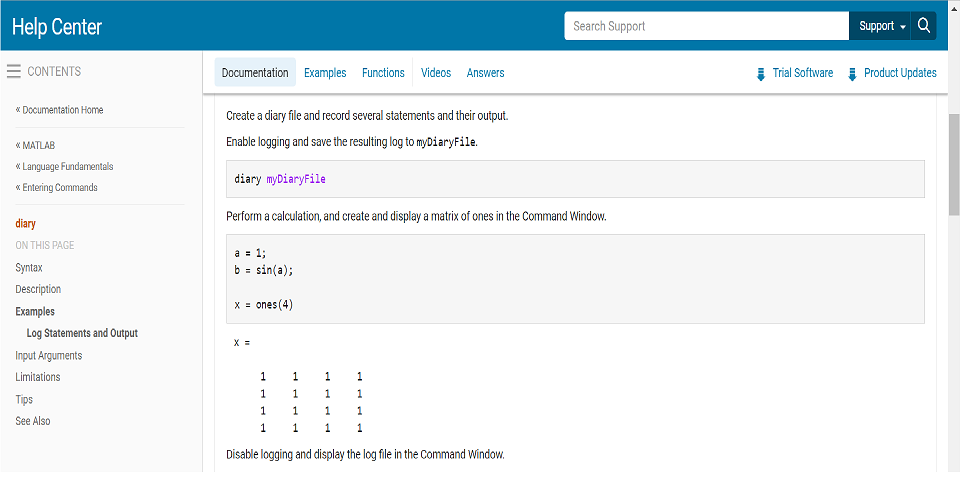 Help Center
Search Support
Support
CONTENTS
Documentation Examples Functions Videos Answers
Trial Software Product Updates
« Documentation Home
« MATLAB
« Language Fundamentals
« Entering Commands
diary
ON THIS PAGE
Syntax
Description
Examples
Log Statements and Output
Input Arguments
Limitations
Tips
See Also
Create a diary file and record several statements and their output.
Enable logging and save the resulting log to myDiaryFile.
diary myDiaryFile
Perform a calculation, and create and display a matrix of ones in the Command Window.
a = 1;
b = sin(a);
x = ones(4)
x =
1 1 1 1
1 1 1 1
1 1 1 1
1 1 1 1
Disable logging and display the log file in the Command Window.